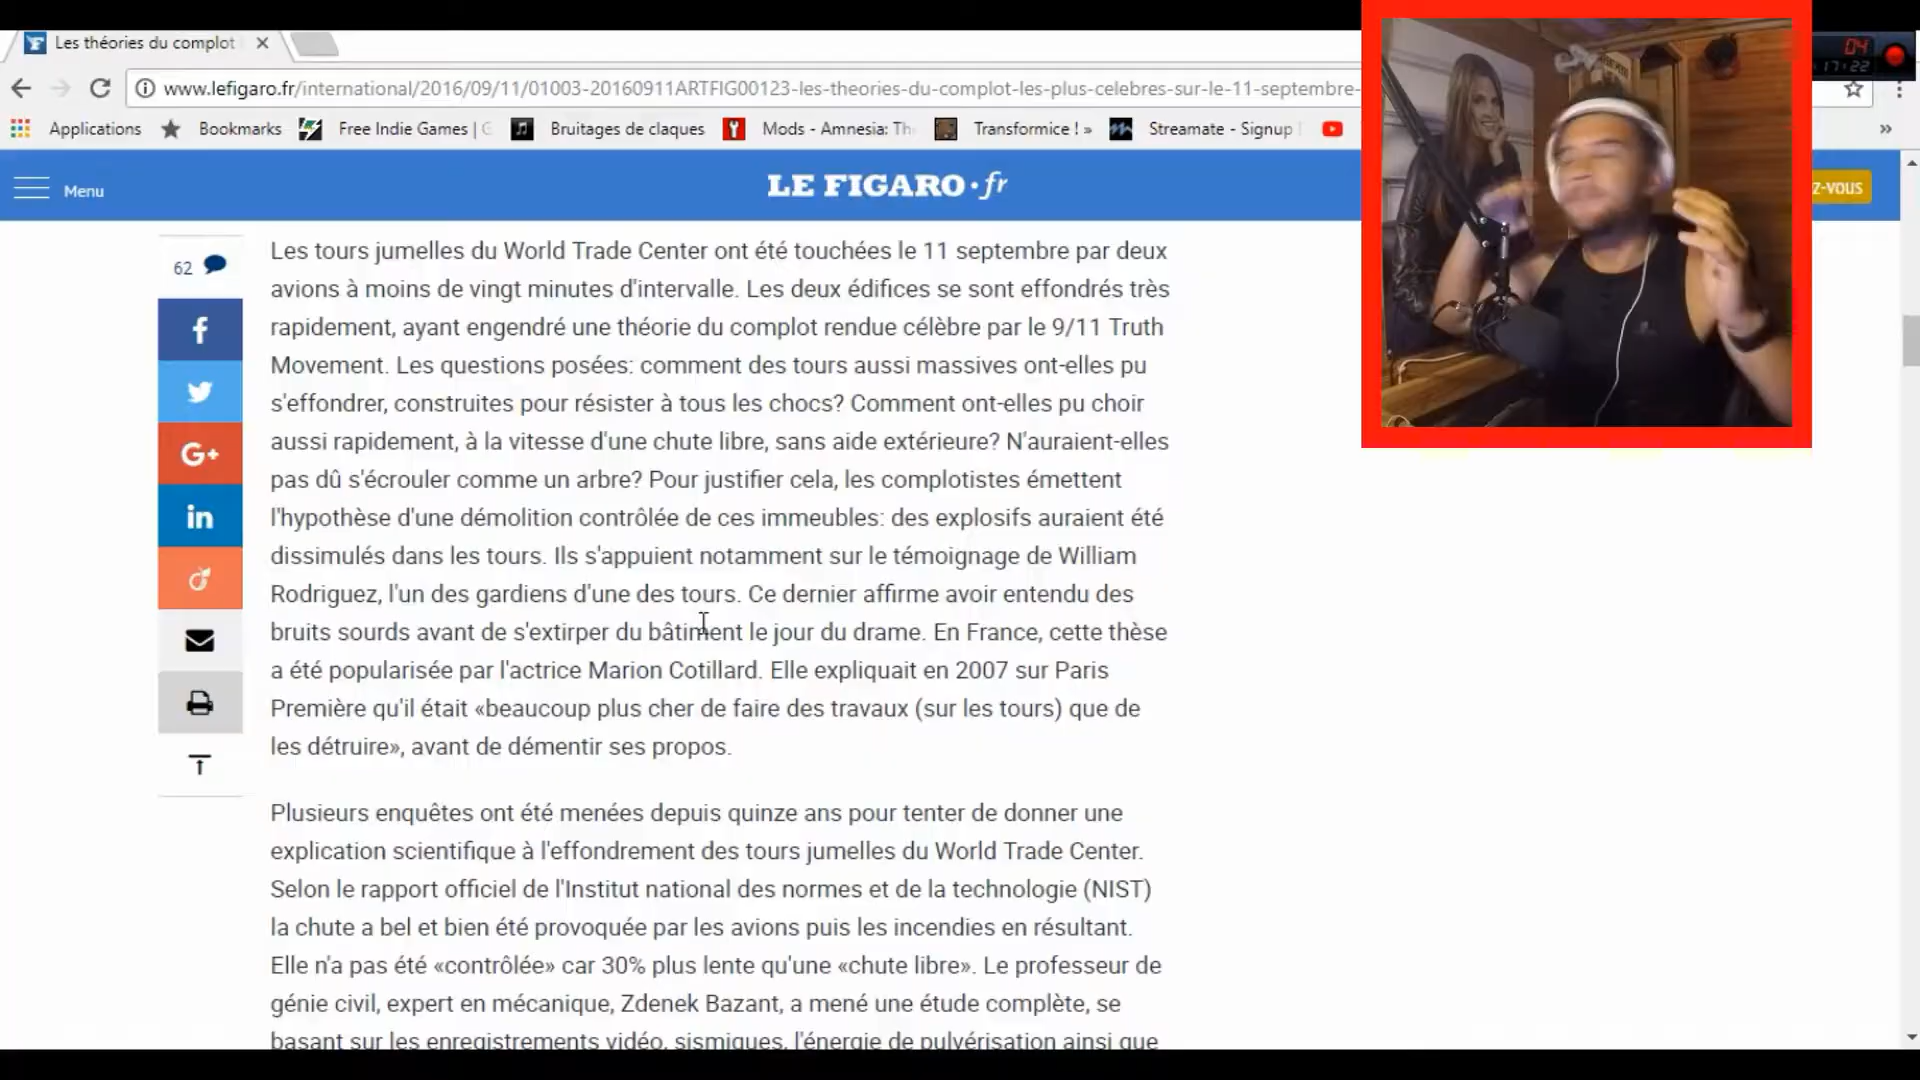 Les théories du complot
www.lefigaro.fr/international/2016/09/11/01003-20160911ARTFIG00123-les-theories-du-complot-les-plus-celebres-sur-le-11-septembre-
Applications Bookmarks Free Indie Games | Bruitages de claques Mods - Amnesia: Th Transformice ! » Streamate - Signup »
04
17:22
Menu
LE FIGARO·fr
z-vous
62
Les tours jumelles du World Trade Center ont été touchées le 11 septembre par deux
avions à moins de vingt minutes d'intervalle. Les deux édifices se sont effondrés très
rapidement, ayant engendré une théorie du complot rendue célèbre par le 9/11 Truth
Movement. Les questions posées: comment des tours aussi massives ont-elles pu
s'effondrer, construites pour résister à tous les chocs? Comment ont-elles pu choir
aussi rapidement, à la vitesse d'une chute libre, sans aide extérieure? N'auraient-elles
pas dû s'écrouler comme un arbre? Pour justifier cela, les complotistes émettent
l'hypothèse d'une démolition contrôlée de ces immeubles: des explosifs auraient été
dissimulés dans les tours. Ils s'appuient notamment sur le témoignage de William
Rodriguez, l'un des gardiens d'une des tours. Ce dernier affirme avoir entendu des
bruits sourds avant de s'extirper du bâtiment le jour du drame. En France, cette thèse
a été popularisée par l'actrice Marion Cotillard. Elle expliquait en 2007 sur Paris
Première qu'il était «beaucoup plus cher de faire des travaux (sur les tours) que de
les détruire», avant de démentir ses propos.
Plusieurs enquêtes ont été menées depuis quinze ans pour tenter de donner une
explication scientifique à l'effondrement des tours jumelles du World Trade Center.
Selon le rapport officiel de l'Institut national des normes et de la technologie (NIST)
la chute a bel et bien été provoquée par les avions puis les incendies en résultant.
Elle n'a pas été «contrôlée» car 30% plus lente qu'une «chute libre». Le professeur de
génie civil, expert en mécanique, Zdenek Bazant, a mené une étude complète, se
basant sur les enregistrements vidéo, sismiques, l'énergie de pulvérisation ainsi que